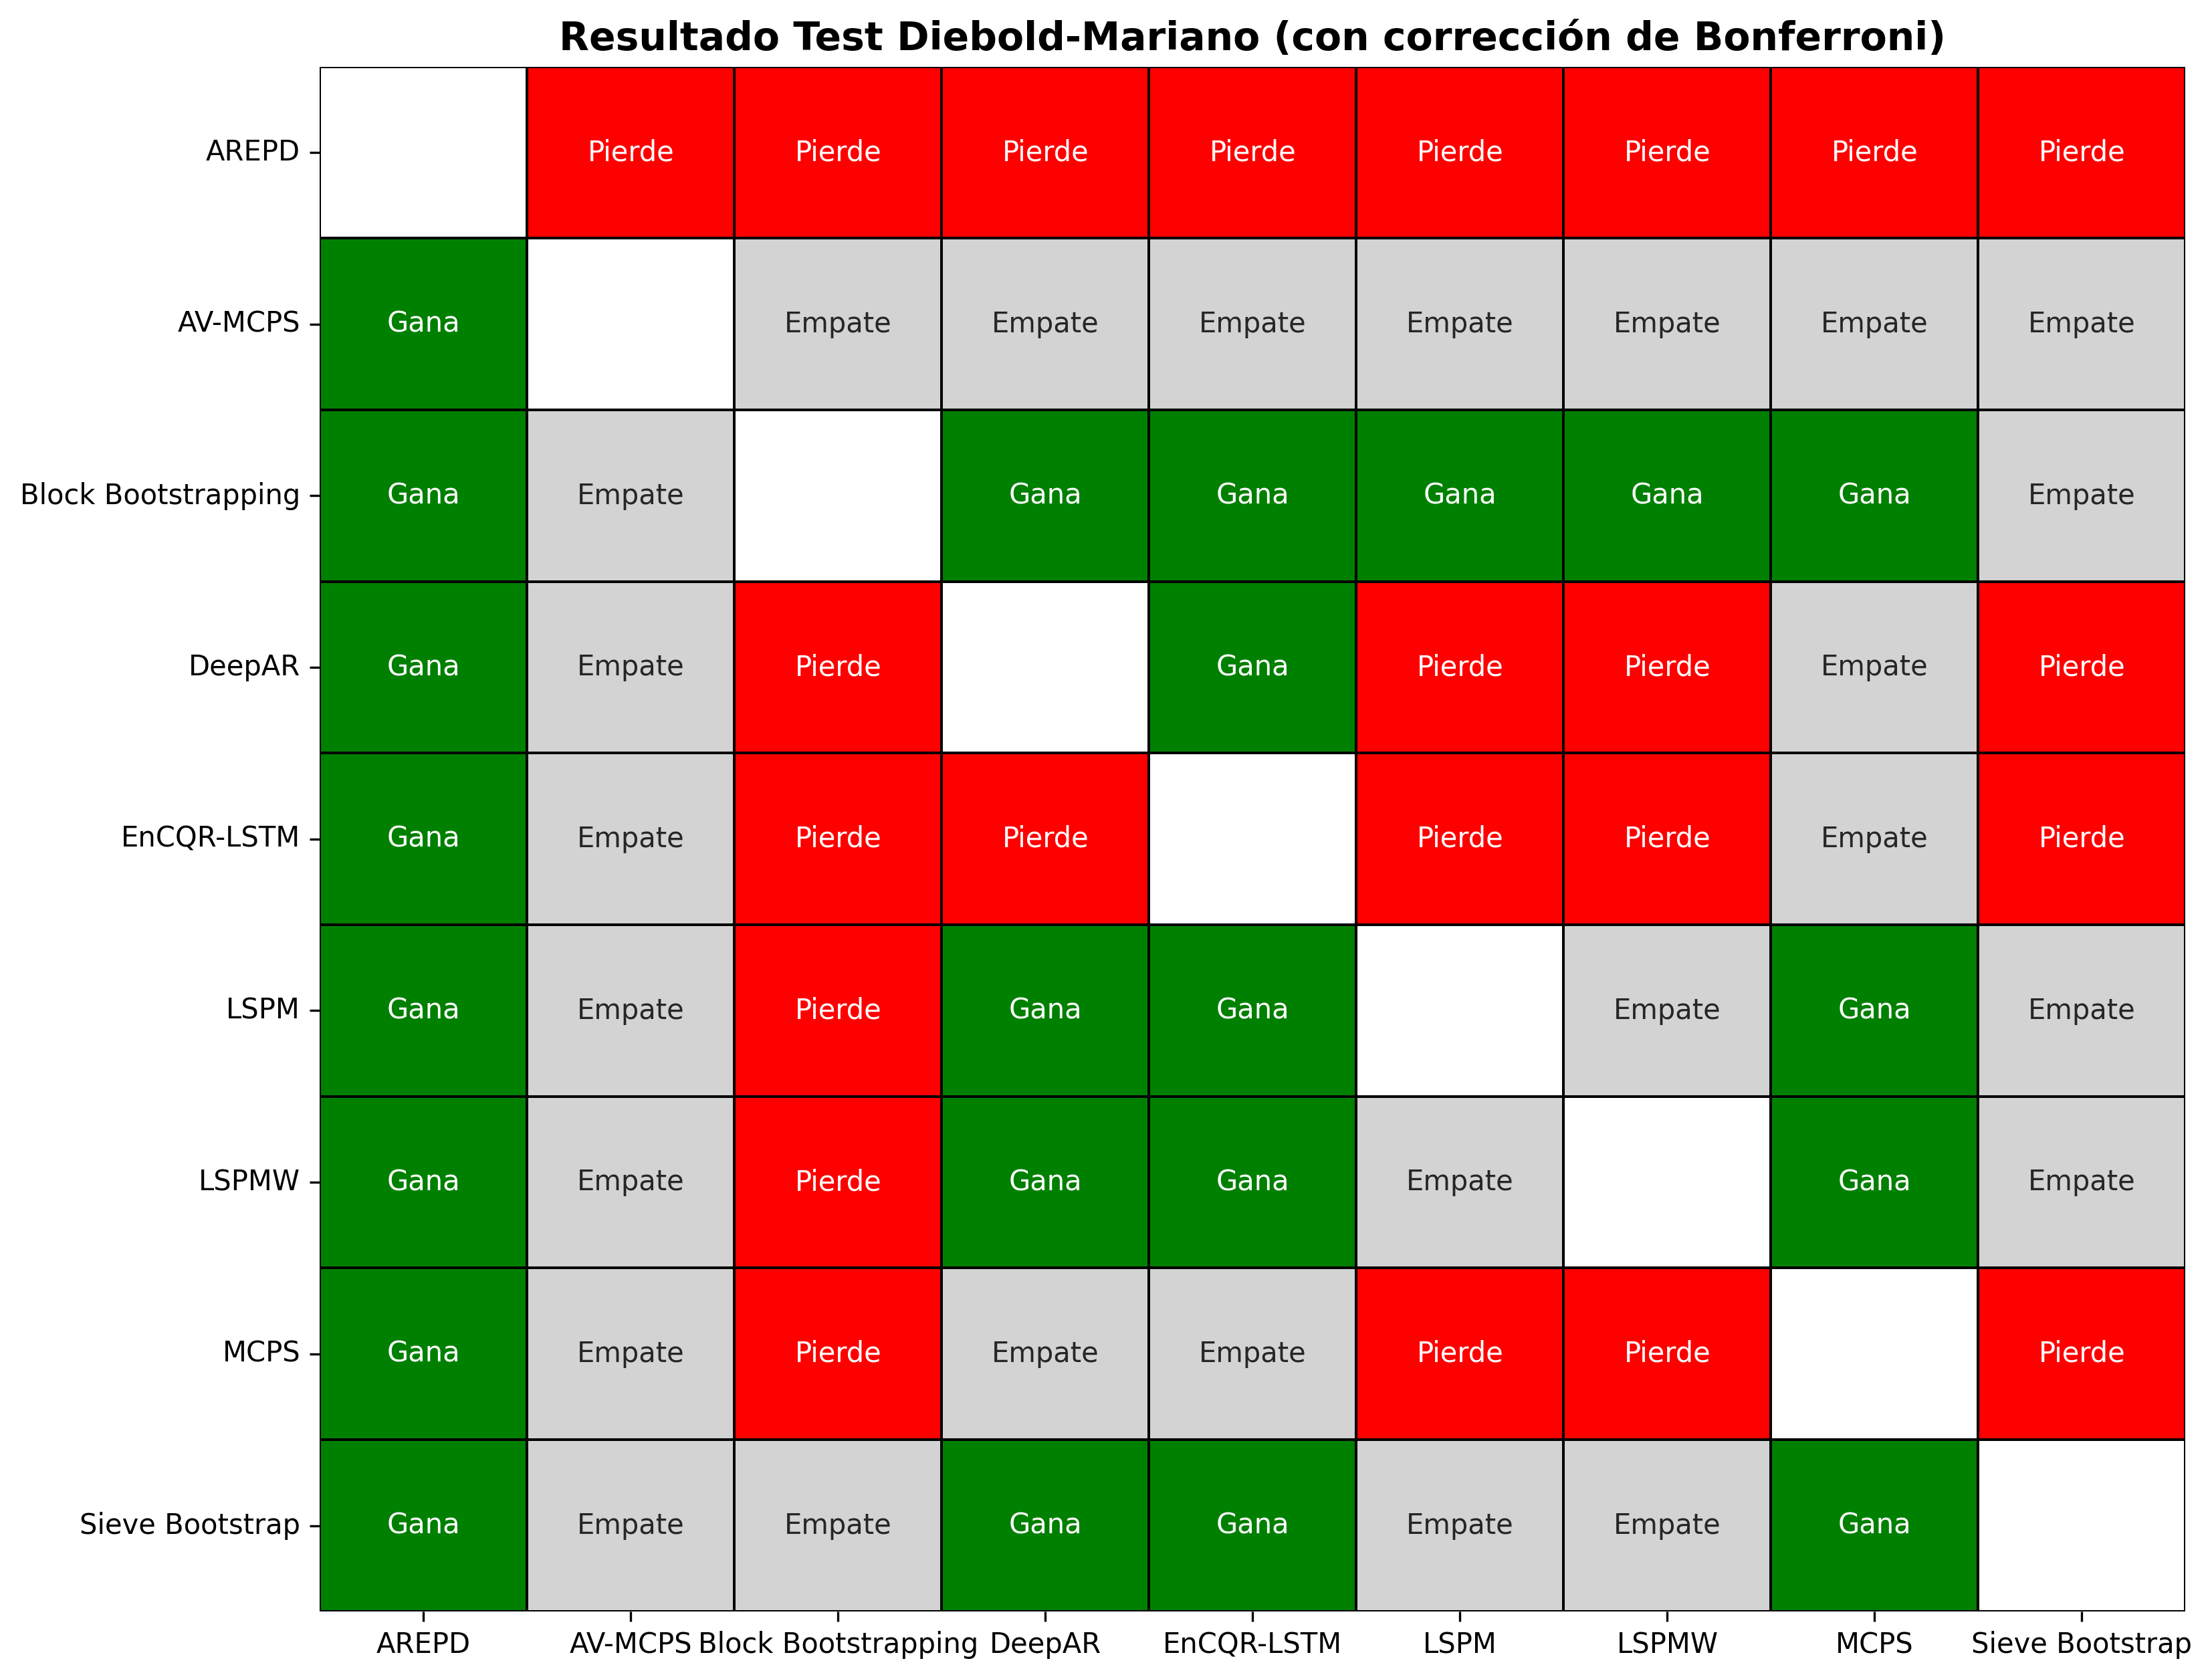 Resultado Test Diebold-Mariano (con corrección de Bonferroni)
AREPD Pierde Pierde Pierde Pierde Pierde Pierde Pierde Pierde
AV-MCPS Gana Empate Empate Empate Empate Empate Empate Empate
Block Bootstrapping Gana Empate Gana Gana Gana Gana Gana Empate
DeepAR Gana Empate Pierde Gana Pierde Pierde Empate Pierde
EnCQR-LSTM Gana Empate Pierde Pierde Pierde Pierde Empate Pierde
LSPM Gana Empate Pierde Gana Gana Empate Gana Empate
LSPMW Gana Empate Pierde Gana Gana Empate Gana Empate
MCPS Gana Empate Pierde Empate Empate Pierde Pierde Pierde
Sieve Bootstrap Gana Empate Empate Gana Gana Empate Empate Gana
AREPD AV-MCPS Block Bootstrapping DeepAR EnCQR-LSTM LSPM LSPMW MCPS Sieve Bootstrap